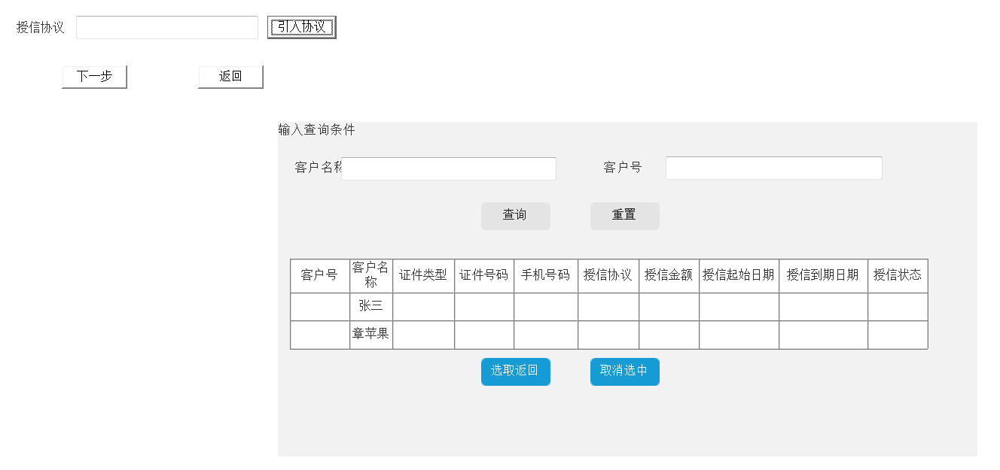 授信协议 引入协议
下一步 返回
输入查询条件
客户名称 客户号
查询 重置
客户号 客户名称 证件类型 证件号码 手机号码 授信协议 授信金额 授信起始日期 授信到期日期 授信状态
张三
章苹果
选取返回 取消选中